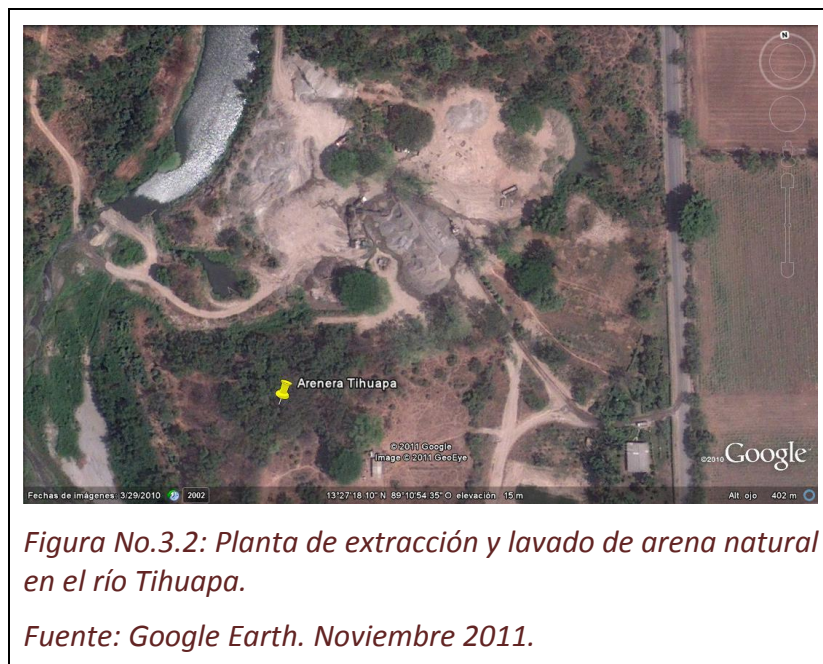 N
Arenera Tihuapa
© 2011 Google
Image © 2011 GeoEye
©2010 Google
Fechas de imágenes 3/29/2010 2002 13°27'18 10" N 89°10'54 35" O elevación 15 m Alt ojo 402 m
Figura No.3.2: Planta de extracción y lavado de arena natural
en el río Tihuapa.
Fuente: Google Earth. Noviembre 2011.